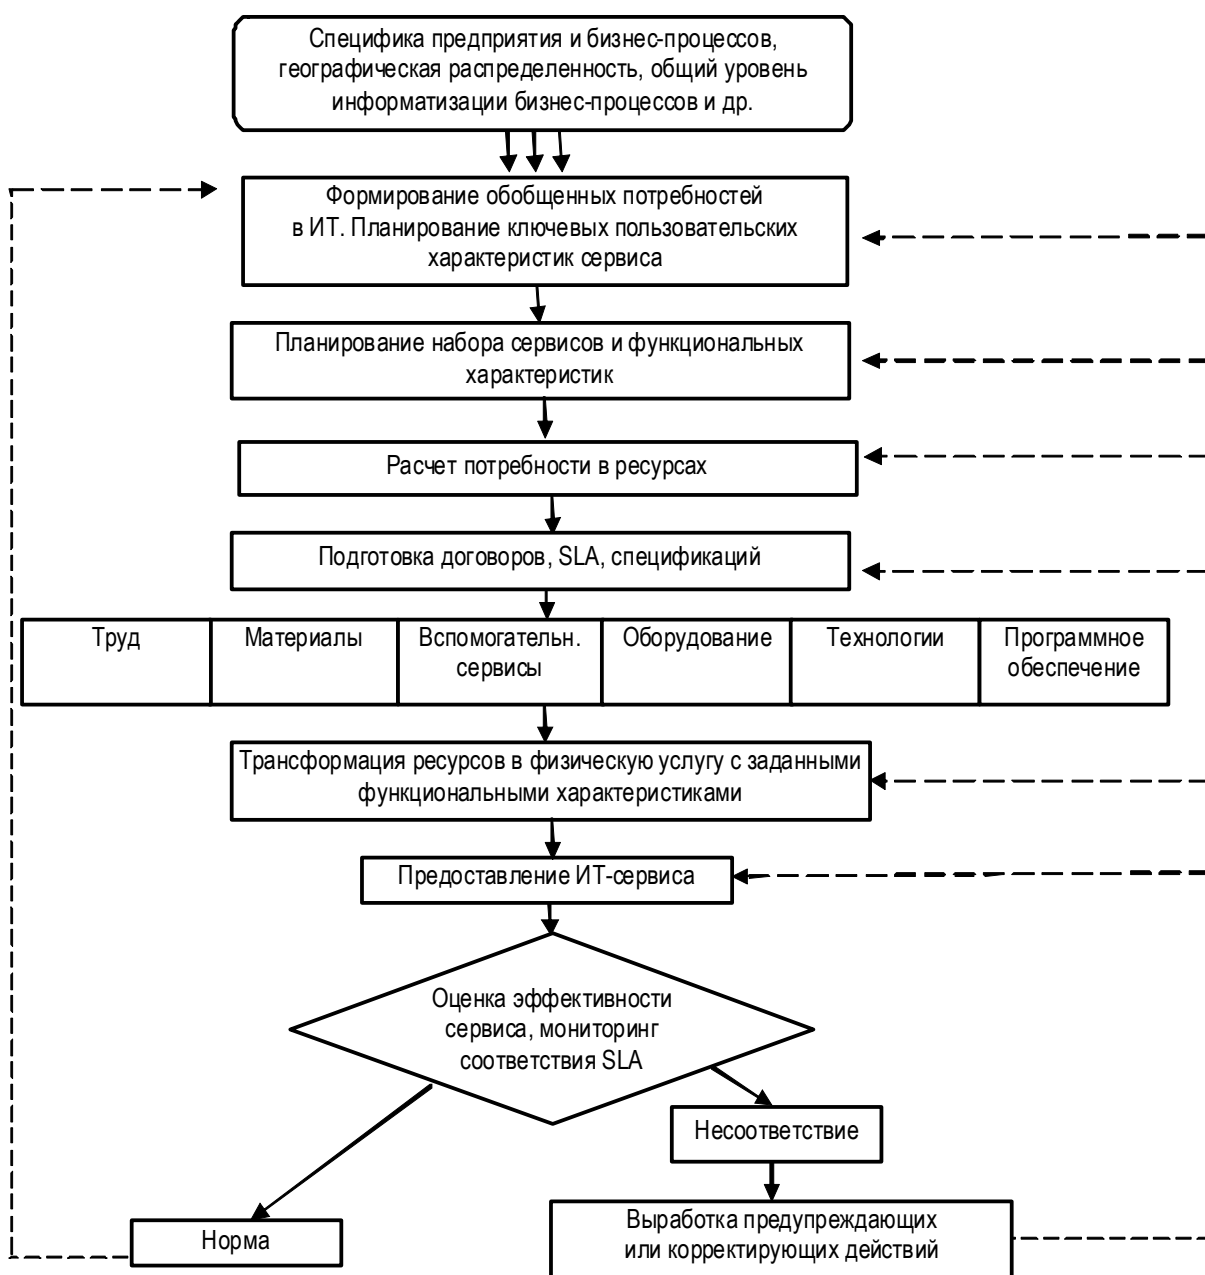 Специфика предприятия и бизнес-процессов,
географическая распределенность, общий уровень
информатизации бизнес-процессов и др.
Формирование обобщенных потребностей
в ИТ. Планирование ключевых пользовательских
характеристик сервиса
Планирование набора сервисов и функциональных
характеристик
Расчет потребности в ресурсах
Подготовка договоров, SLA, спецификаций
Труд
Материалы
Вспомогательн.
сервисы
Оборудование
Технологии
Программное
обеспечение
Трансформация ресурсов в физическую услугу с заданными
функциональными характеристиками
Предоставление ИТ-сервиса
Оценка эффективности
сервиса, мониторинг
соответствия SLA
Несоответствие
Норма
Выработка предупреждающих
или корректирующих действий